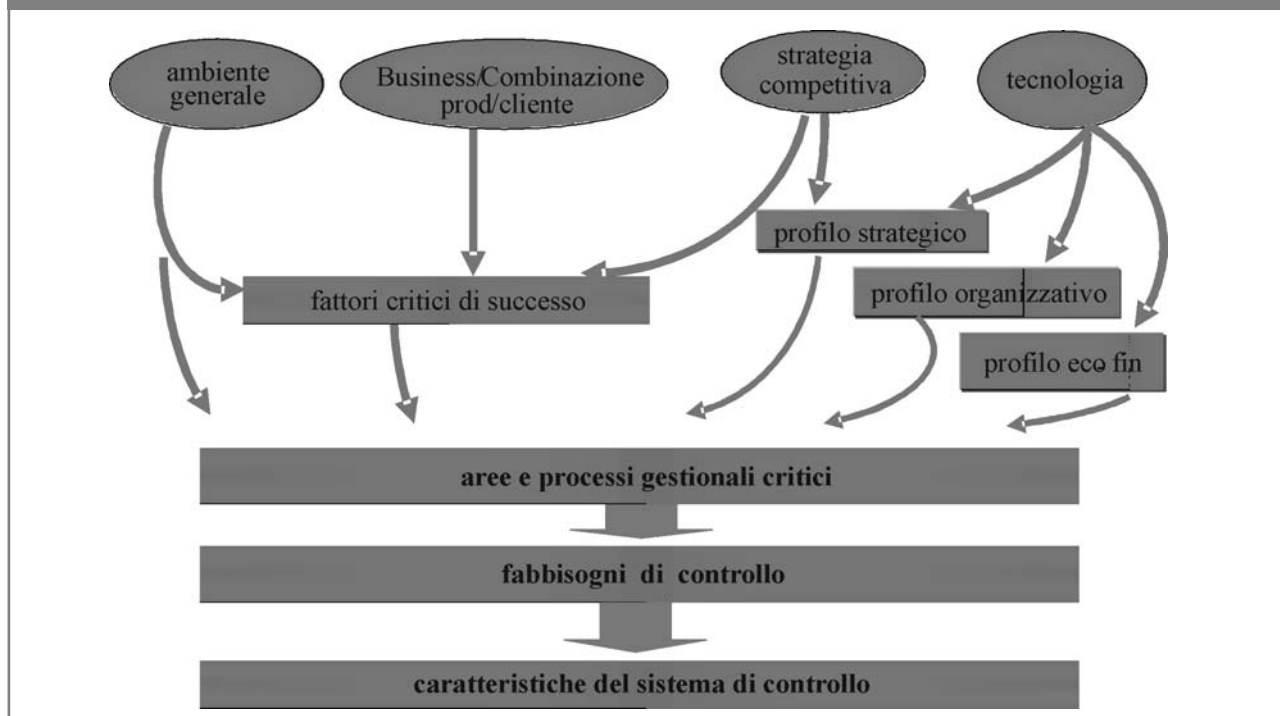 ambiente
generale
Business/Combinazione
prod/cliente
strategia
competitiva
tecnologia
profilo strategico
fattori critici di successo
profilo organizzativo
profilo eco fin
aree e processi gestionali critici
fabbisogni di controllo
caratteristiche del sistema di controllo